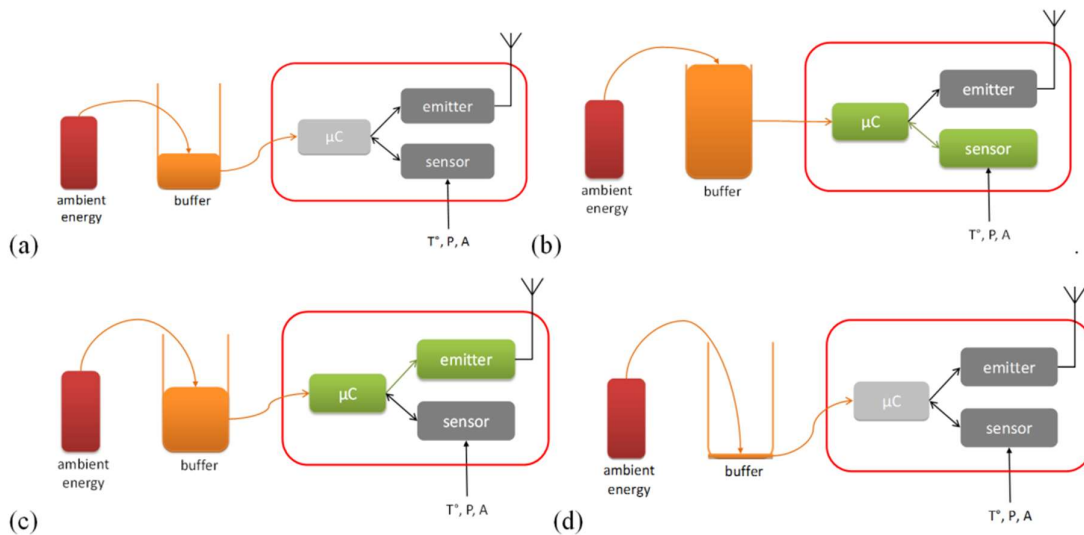 emitter
µC
sensor
buffer
ambient
energy
T°, P, A
(a)
emitter
µC
sensor
buffer
ambient
energy
T°, P, A
(b)
.
emitter
µC
sensor
buffer
ambient
energy
T°, P, A
(c)
emitter
µC
sensor
buffer
ambient
energy
T°, P, A
(d)